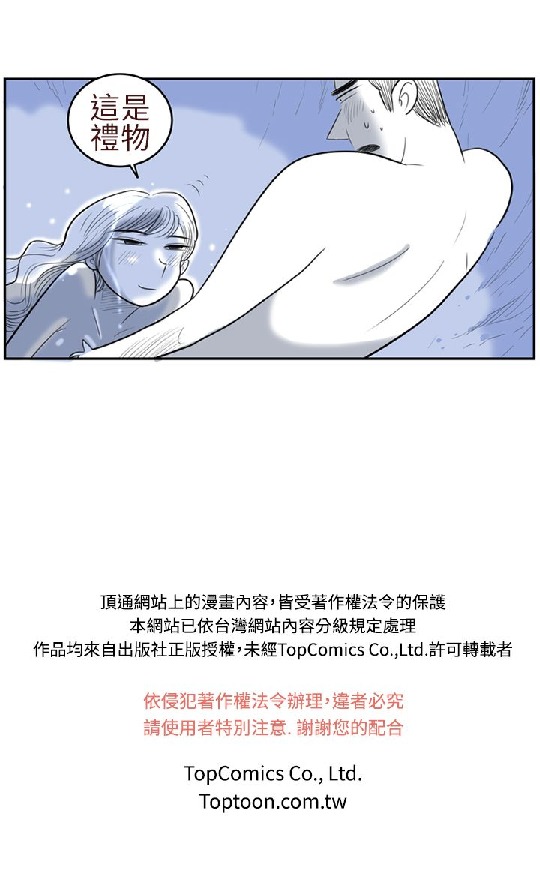 這是
禮物
頂通網站上的漫畫內容，皆受著作權法令的保護
本網站已依台灣網站內容分級規定處理
作品均來自出版社正版授權，未經TopComics Co.,Ltd.許可轉載者
依侵犯著作權法令辦理，違者必究
請使用者特別注意. 謝謝您的配合
TopComics Co., Ltd.
Toptoon.com.tw